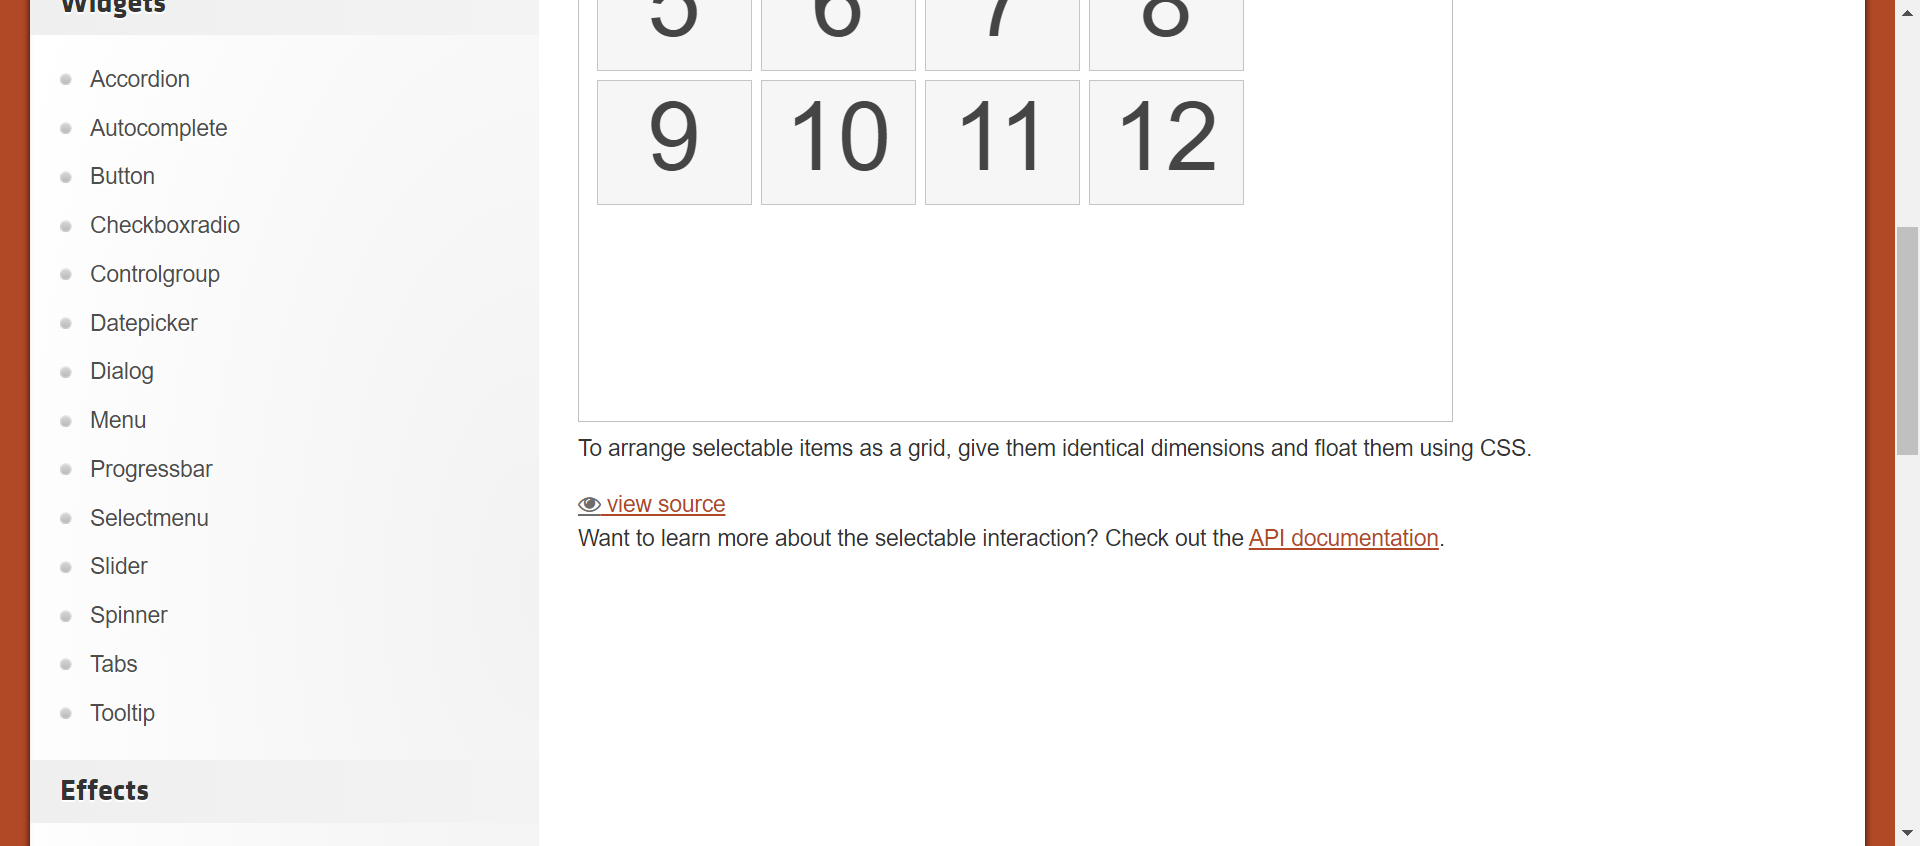 Widgets
Accordion
Autocomplete
Button
Checkboxradio
Controlgroup
Datepicker
Dialog
Menu
Progressbar
Selectmenu
Slider
Spinner
Tabs
Tooltip
Effects
5 6 7 8
9 10 11 12
To arrange selectable items as a grid, give them identical dimensions and float them using CSS.
view source
Want to learn more about the selectable interaction? Check out the API documentation.